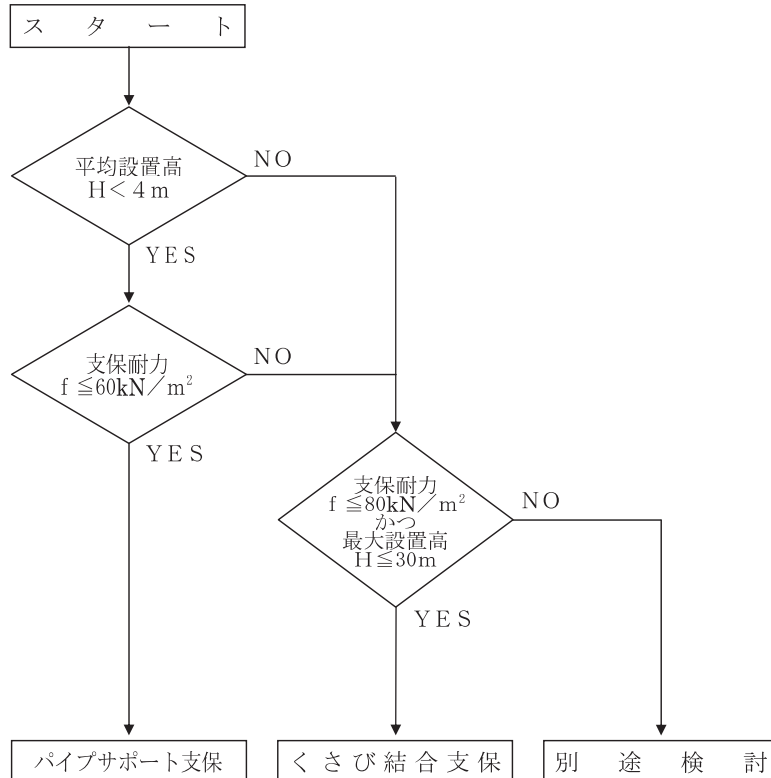 スタート
平均設置高
H<4m
NO
YES
支保耐力
f≦60kN/m²
NO
YES
支保耐力
f≦80kN/m²
かつ
最大設置高
H≦30m
NO
YES
パイプサポート支保
くさび結合支保
別途検討